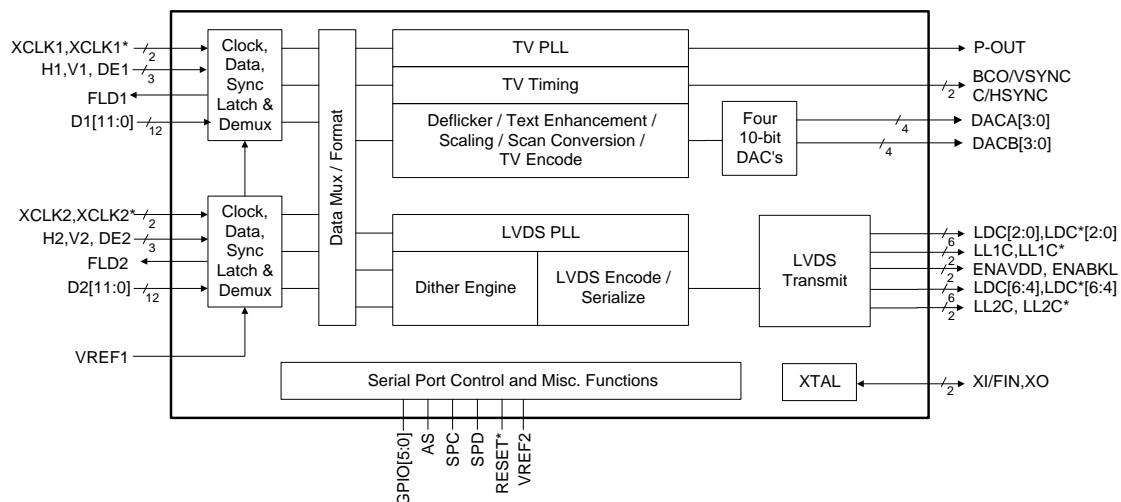 XCLK1,XCLK1*
2
H1,V1, DE1
3
FLD1
D1[11:0]
12
Clock,
Data,
Sync
Latch &
Demux
XCLK2,XCLK2*
2
H2,V2, DE2
3
FLD2
D2[11:0]
12
Clock,
Data,
Sync
Latch &
Demux
VREF1
Data Mux / Format
TV PLL
TV Timing
Deflicker / Text Enhancement /
Scaling / Scan Conversion /
TV Encode
Four
10-bit
DAC's
P-OUT
BCO/VSYNC
2
C/HSYNC
DACA[3:0]
4
DACB[3:0]
4
LVDS PLL
Dither Engine
LVDS Encode /
Serialize
LVDS
Transmit
LDC[2:0],LDC*[2:0]
6
LL1C,LL1C*
2
ENAVDD, ENABKL
2
LDC[6:4],LDC*[6:4]
6
LL2C, LL2C*
2
Serial Port Control and Misc. Functions
XTAL
XI/FIN,XO
2
GPIO[5:0]
AS
SPC
SPD
RESET*
VREF2